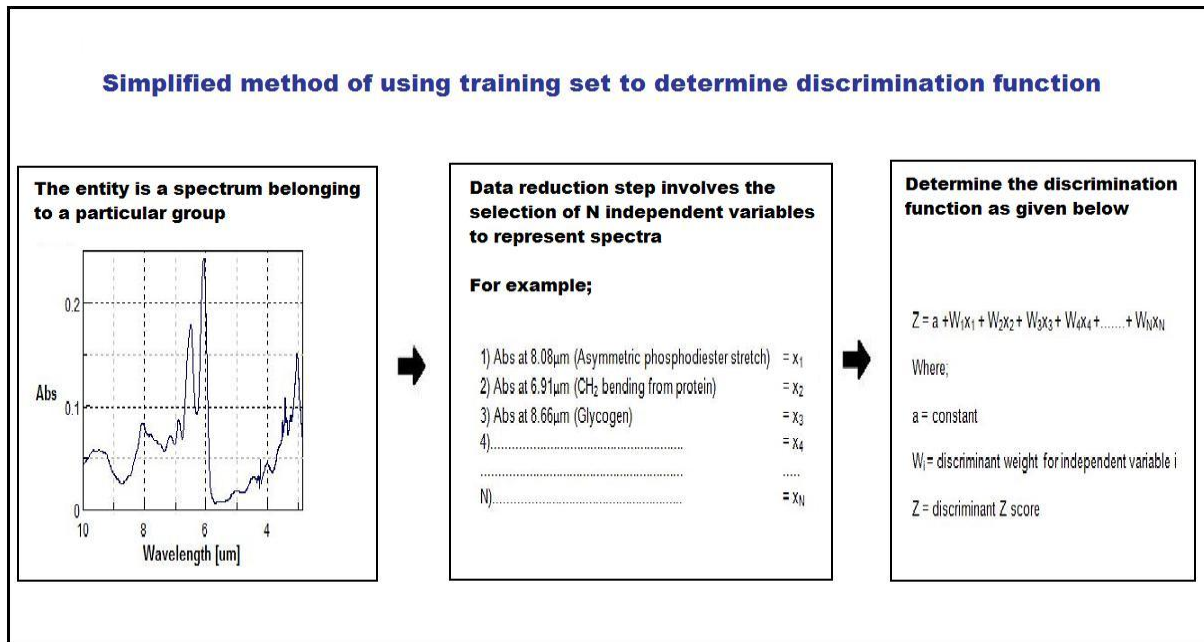 Simplified method of using training set to determine discrimination function
The entity is a spectrum belonging
to a particular group
0.2
Abs
0.1
0
10
8
6
4
Wavelength [um]
Data reduction step involves the
selection of N independent variables
to represent spectra
For example;
1) Abs at 8.08µm (Asymmetric phosphodiester stretch) = x₁
2) Abs at 6.91µm (CH₂ bending from protein) = x₂
3) Abs at 8.66µm (Glycogen) = x₃
4)................................................... = x₄
...................................................... .....
N)................................................... = x_N
Determine the discrimination
function as given below
Z = a +W₁x₁ + W₂x₂ + W₃x₃ + W₄x₄ +.......+ W_Nx_N
Where;
a = constant
Wᵢ= discriminant weight for independent variable i
Z = discriminant Z score